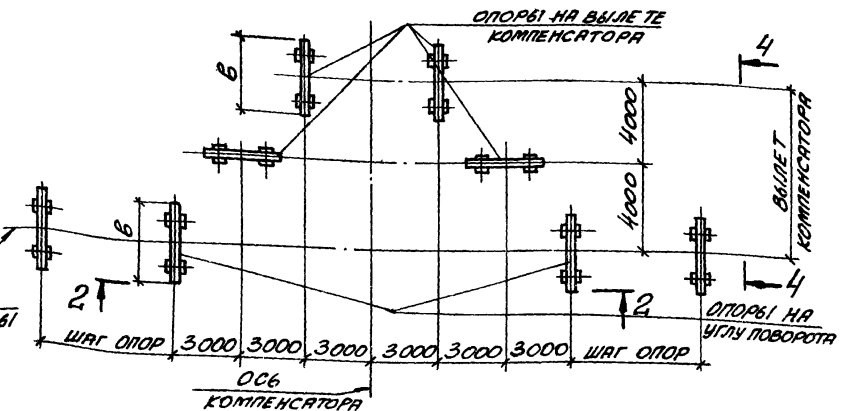 ОПОРЫ НА ВЫЛЕТЕ
КОМПЕНСАТОРА
4
в
4000
4000
ВЫЛЕТ
КОМПЕНСАТОРА
в
2
2
4
ОПОРЫ НА
УГЛУ ПОВОРОТА
ШАГ ОПОР 3000 3000 3000 3000 3000 3000 ШАГ ОПОР
ОСЬ
КОМПЕНСАТОРА